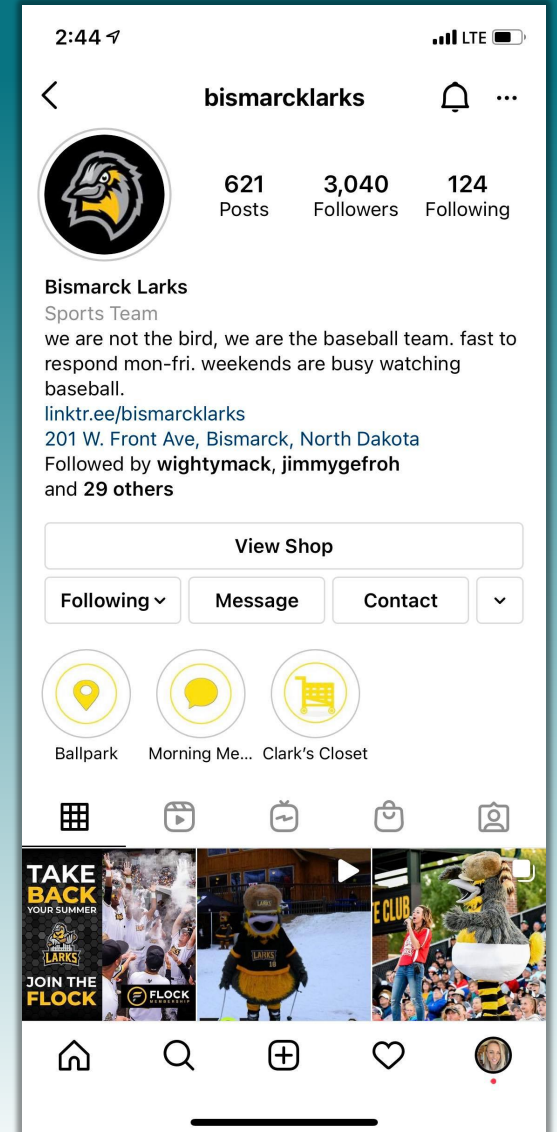 2:44
LTE
bismarcklarks
621
Posts
3,040
Followers
124
Following
Bismarck Larks
Sports Team
we are not the bird, we are the baseball team. fast to
respond mon-fri. weekends are busy watching
baseball.
linktr.ee/bismarcklarks
201 W. Front Ave, Bismarck, North Dakota
Followed by wightymack, jimmygefroh
and 29 others
View Shop
Following
Message
Contact
Ballpark
Morning Me...
Clark's Closet
TAKE
BACK
YOUR SUMMER
LARKS
JOIN THE
FLOCK
FLOCK
MEMBERSHIP
LARKS
LARKS
18
E CLUB